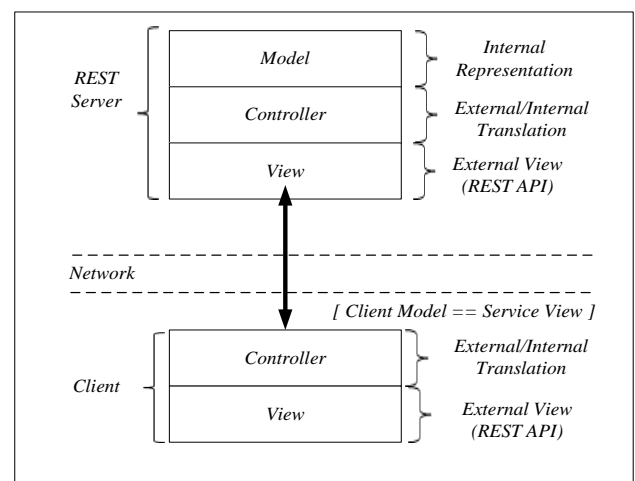 REST
Server
Model
Internal
Representation
Controller
External/Internal
Translation
View
External View
(REST API)
Network
[ Client Model == Service View ]
Client
Controller
External/Internal
Translation
View
External View
(REST API)